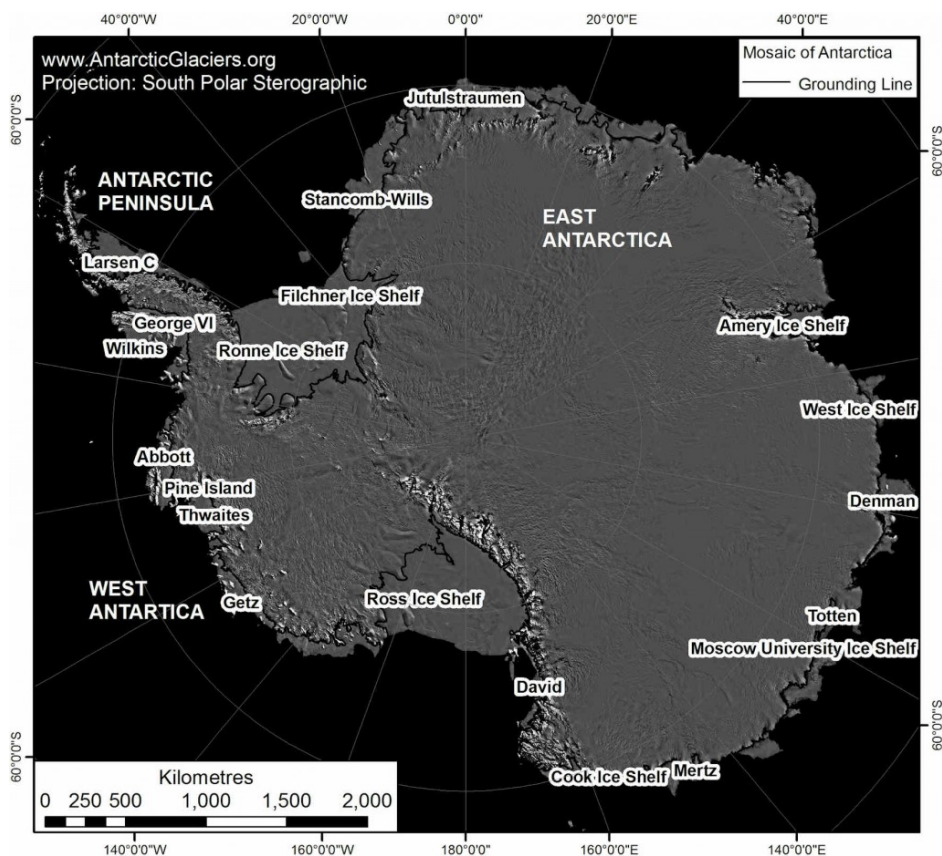 40°0'0"W
20°0'0"W
0°0'0"
20°0'0"E
40°0'0"E
www.AntarcticGlaciers.org
Projection: South Polar Sterographic
Mosaic of Antarctica
Grounding Line
60°0'0"S
60°0'0"S
Jutulstraumen
ANTARCTIC
PENINSULA
Stancomb-Wills
EAST
ANTARCTICA
Larsen C
Filchner Ice Shelf
George VI
Amery Ice Shelf
Wilkins
Ronne Ice Shelf
West Ice Shelf
Abbott
Pine Island
Denman
Thwaites
WEST
ANTARTICA
Getz
Ross Ice Shelf
Totten
Moscow University Ice Shelf
David
60°0'0"S
60°0'0"S
Cook Ice Shelf
Mertz
Kilometres
0 250 500 1,000 1,500 2,000
140°0'0"W
160°0'0"W
180°0'0"
160°0'0"E
140°0'0"E